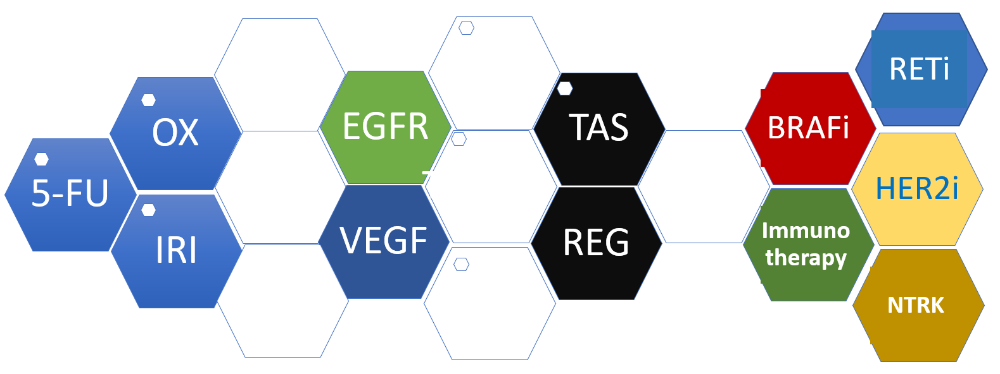 5-FU
OX
IRI
EGFR
VEGF
TAS
REG
BRAFi
Immuno
therapy
RETi
HER2i
NTRK